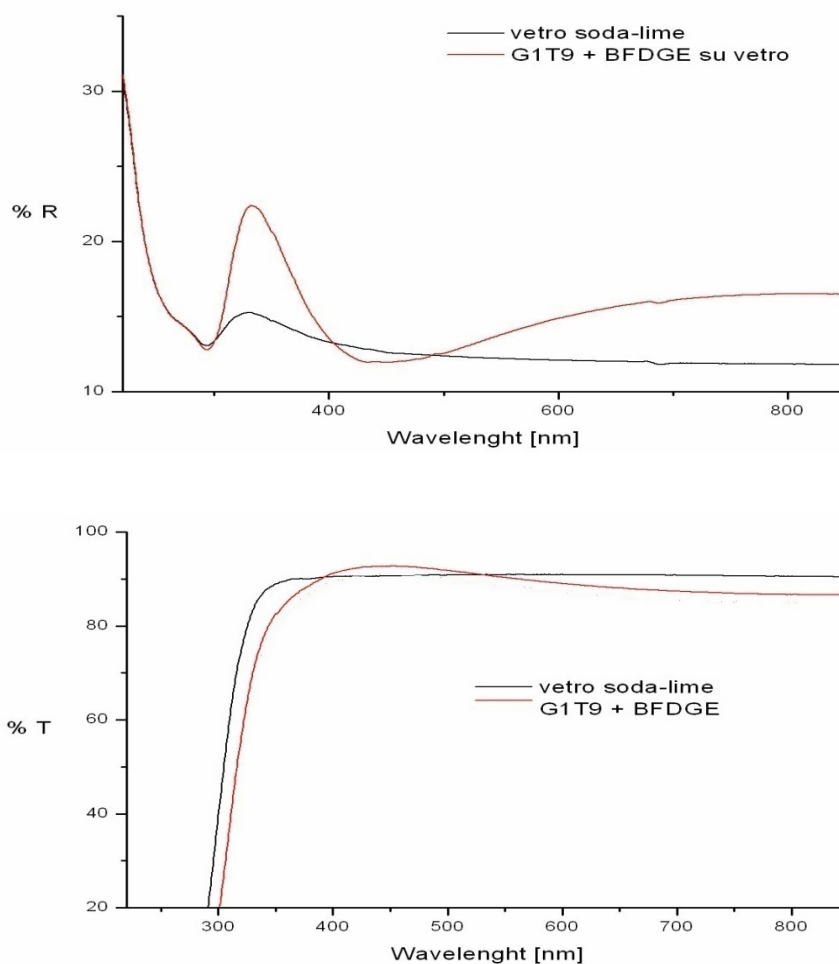 vetro soda-lime
G1T9 + BFDGE su vetro
30
% R
20
10
400
600
800
Wavelenght [nm]
100
80
vetro soda-lime
G1T9 + BFDGE
% T
60
40
20
300
400
500
600
700
800
Wavelenght [nm]